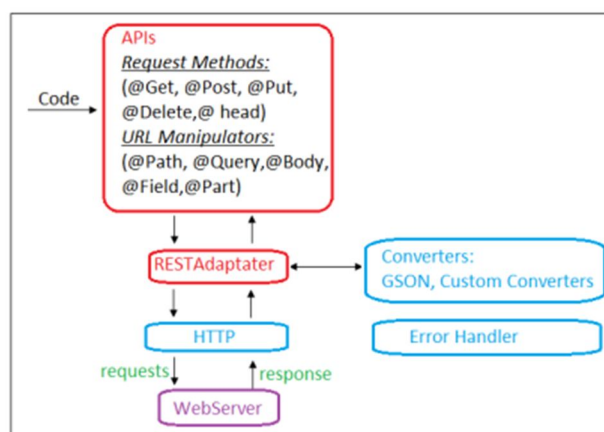 APIs
Request Methods:
(@Get, @Post, @Put,
@Delete,@ head)
URL Manipulators:
(@Path, @Query,@Body,
@Field,@Part)
Code
RESTAdaptater
Converters:
GSON, Custom Converters
HTTP
Error Handler
requests
response
WebServer